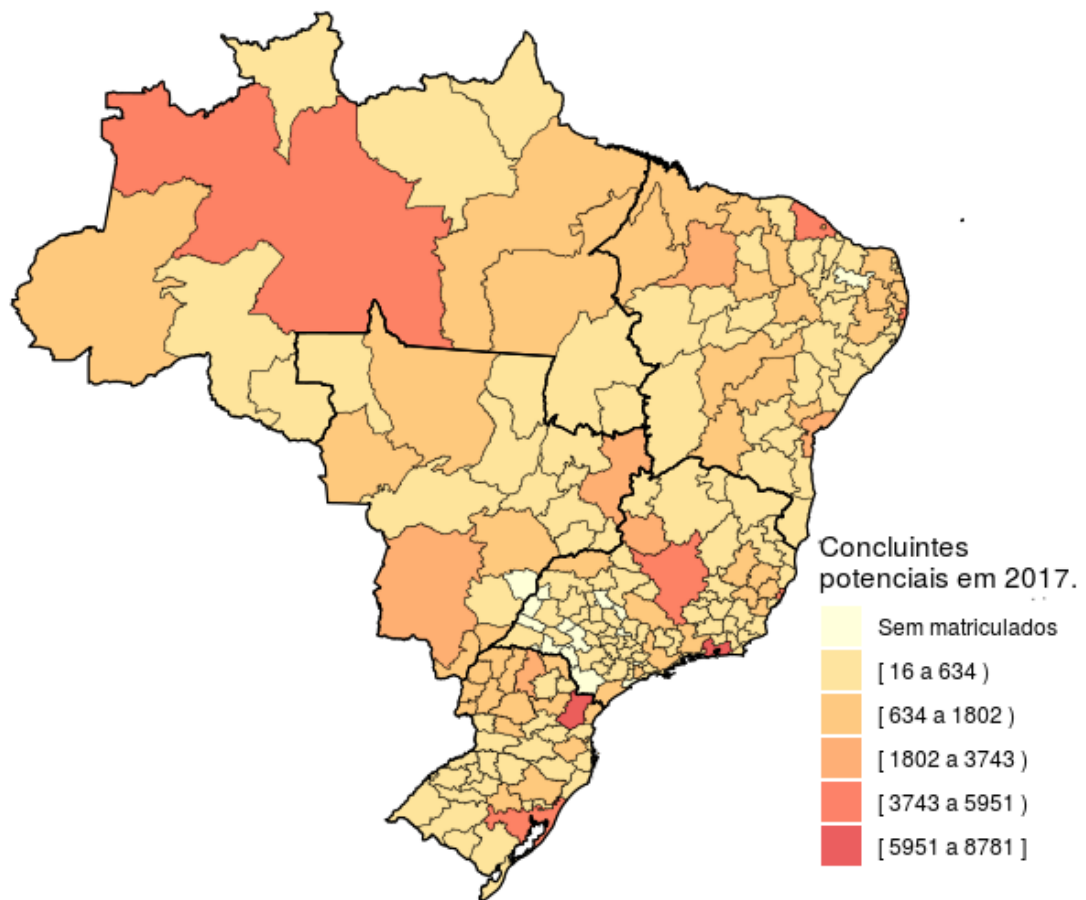 Concluintes
potenciais em 2017.
Sem matriculados
[ 16 a 634 )
[ 634 a 1802 )
[ 1802 a 3743 )
[ 3743 a 5951 )
[ 5951 a 8781 ]